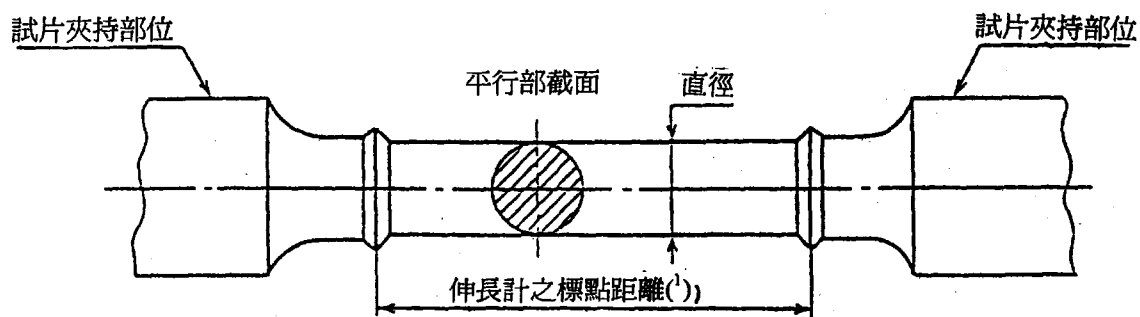 試片夾持部位
試片夾持部位
平行部截面
直徑
伸長計之標點距離(¹)